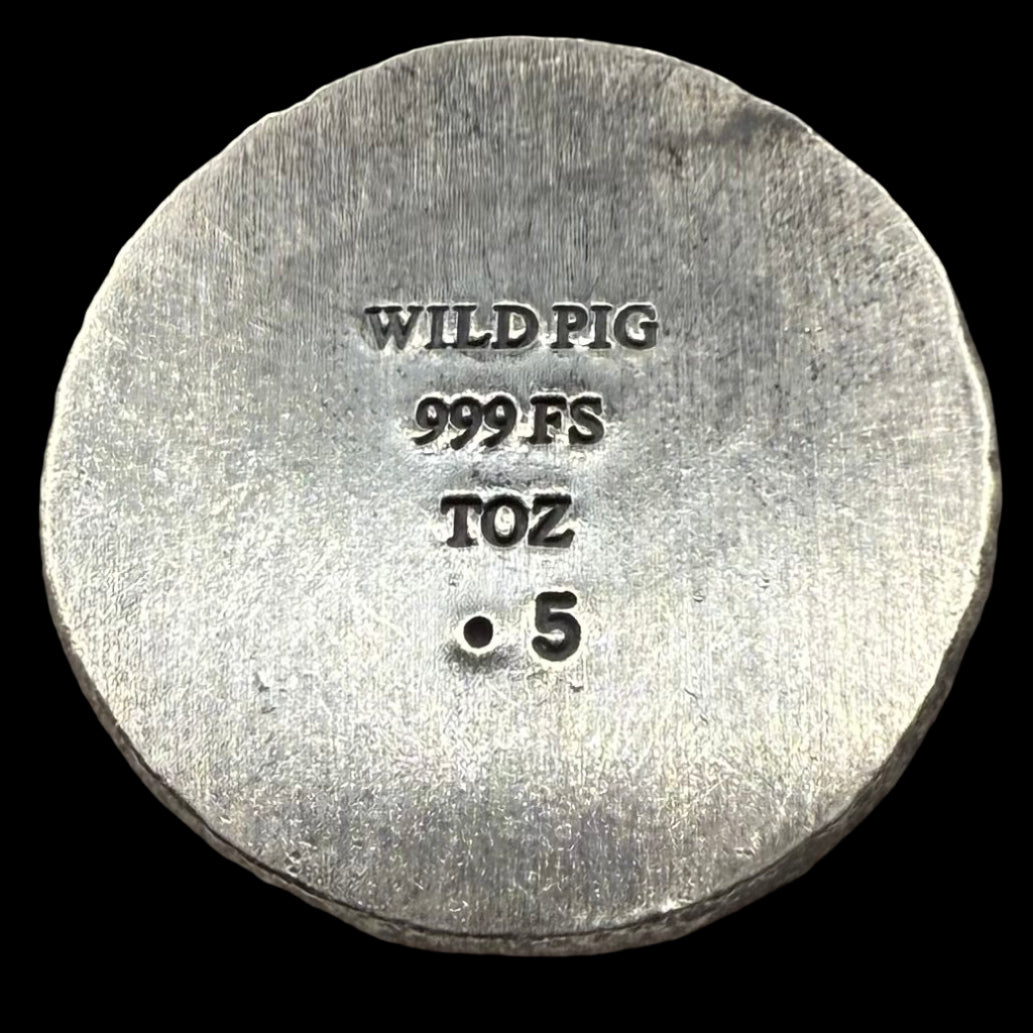 WILD PIG
999 FS
TOZ
. 5